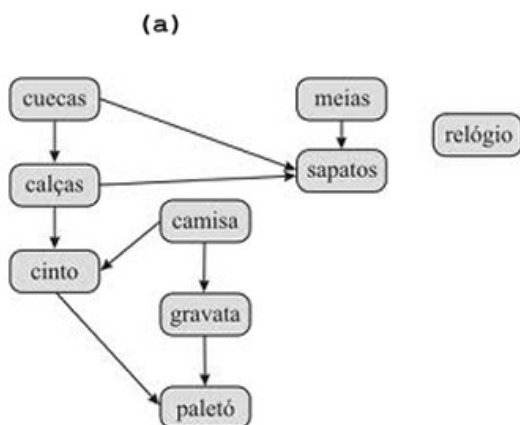 (a)
cuecas
meias
relógio
calças
sapatos
camisa
cinto
gravata
paletó